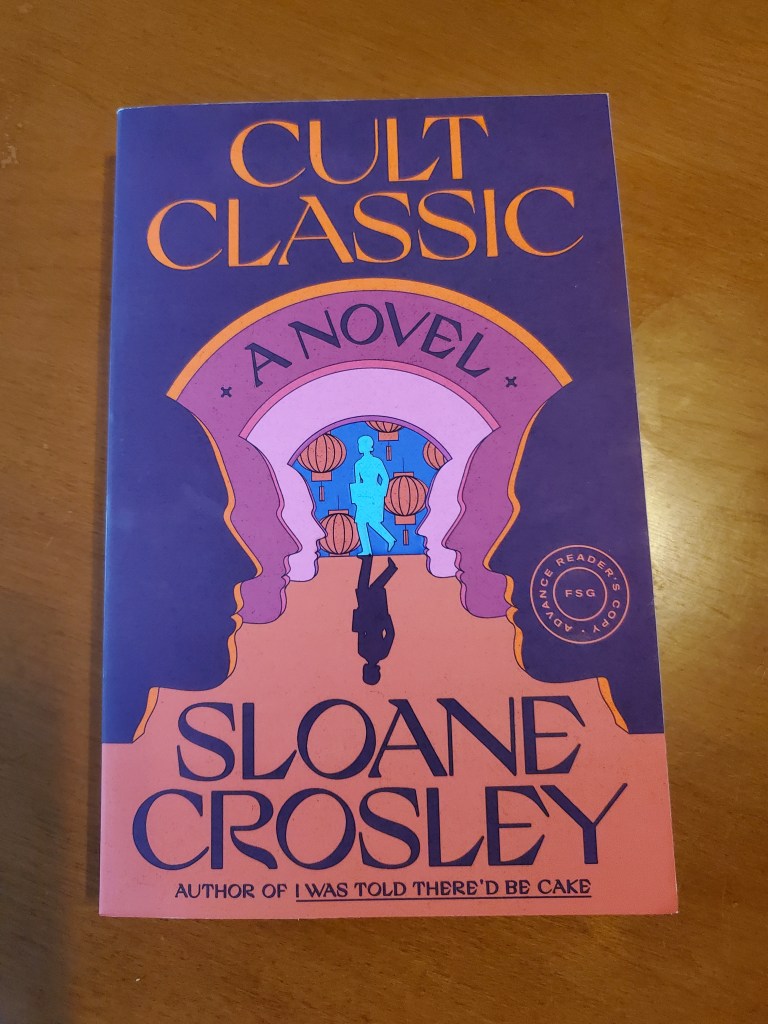 CULT
CLASSIC
A NOVEL
ADVANCE READER'S COPY •
FSG
SLOANE
CROSLEY
AUTHOR OF I WAS TOLD THERE'D BE CAKE